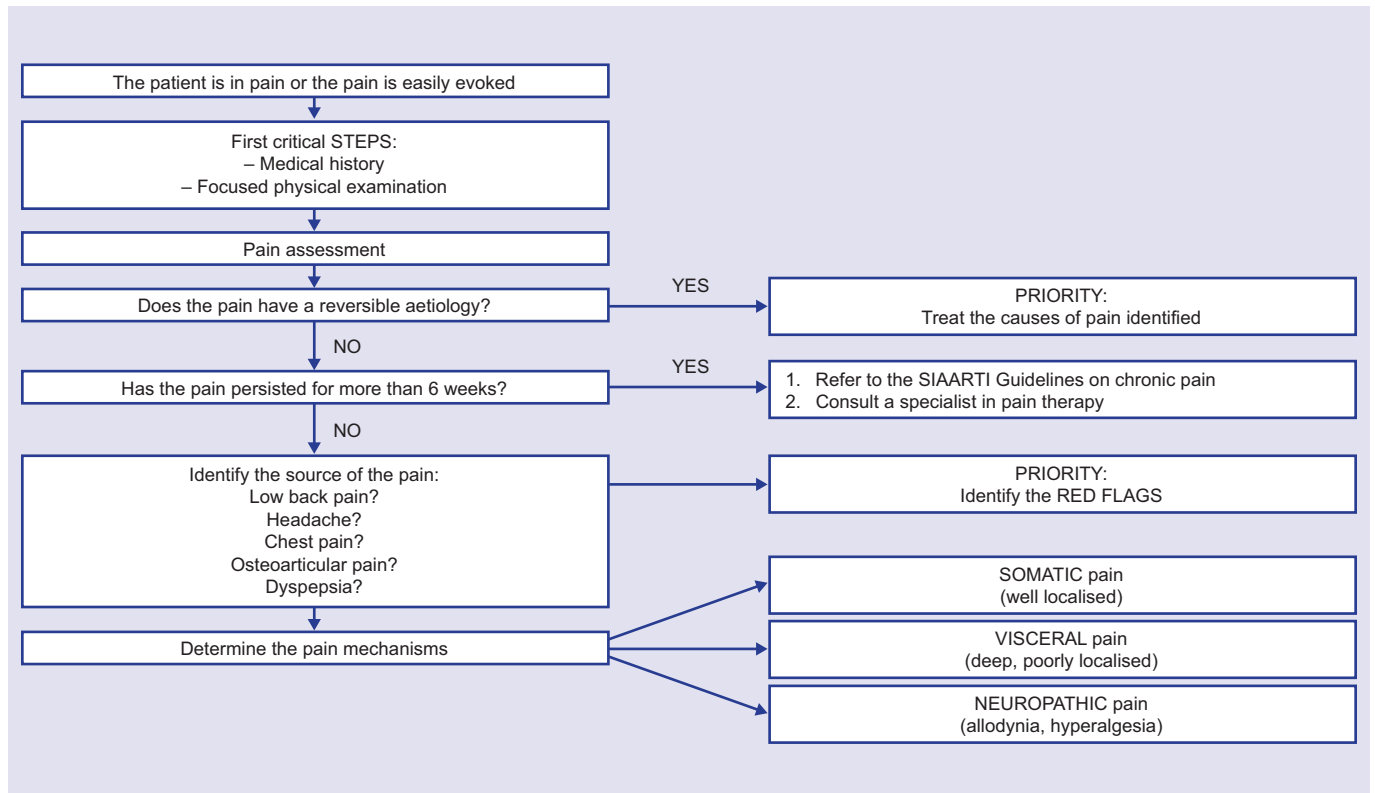 The patient is in pain or the pain is easily evoked
First critical STEPS:
– Medical history
– Focused physical examination
Pain assessment
Does the pain have a reversible aetiology?
YES
PRIORITY:
Treat the causes of pain identified
NO
Has the pain persisted for more than 6 weeks?
YES
1. Refer to the SIAARTI Guidelines on chronic pain
2. Consult a specialist in pain therapy
NO
Identify the source of the pain:
Low back pain?
Headache?
Chest pain?
Osteoarticular pain?
Dyspepsia?
PRIORITY:
Identify the RED FLAGS
Determine the pain mechanisms
SOMATIC pain
(well localised)
VISCERAL pain
(deep, poorly localised)
NEUROPATHIC pain
(allodynia, hyperalgesia)